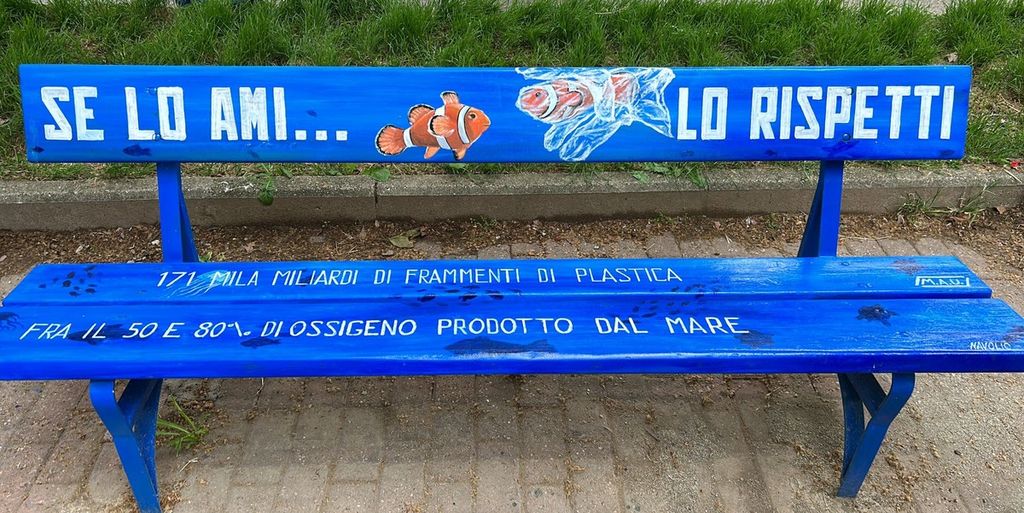 SE LO AMI... LO RISPETTI
171 MILA MILIARDI DI FRAMMENTI DI PLASTICA
M.A.U.
FRA IL 50 E 80% DI OSSIGENO PRODOTTO DAL MARE
NAVOLIO